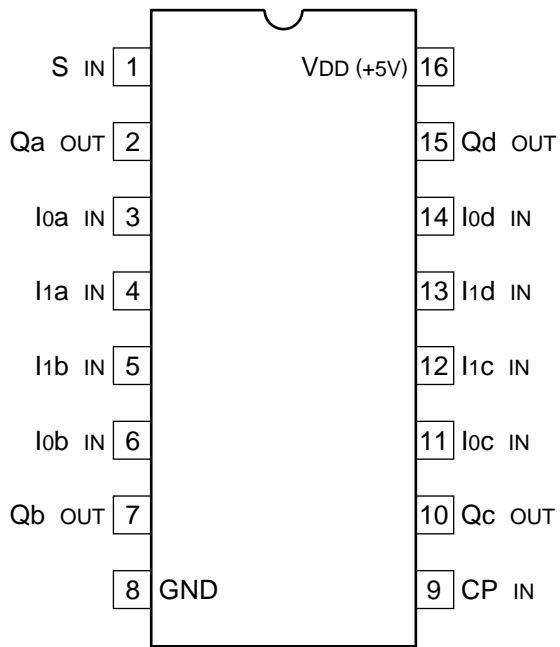 S IN 1 VDD (+5V) 16
Qa OUT 2 15 Qd OUT
I0a IN 3 14 I0d IN
I1a IN 4 13 I1d IN
I1b IN 5 12 I1c IN
I0b IN 6 11 I0c IN
Qb OUT 7 10 Qc OUT
8 GND 9 CP IN